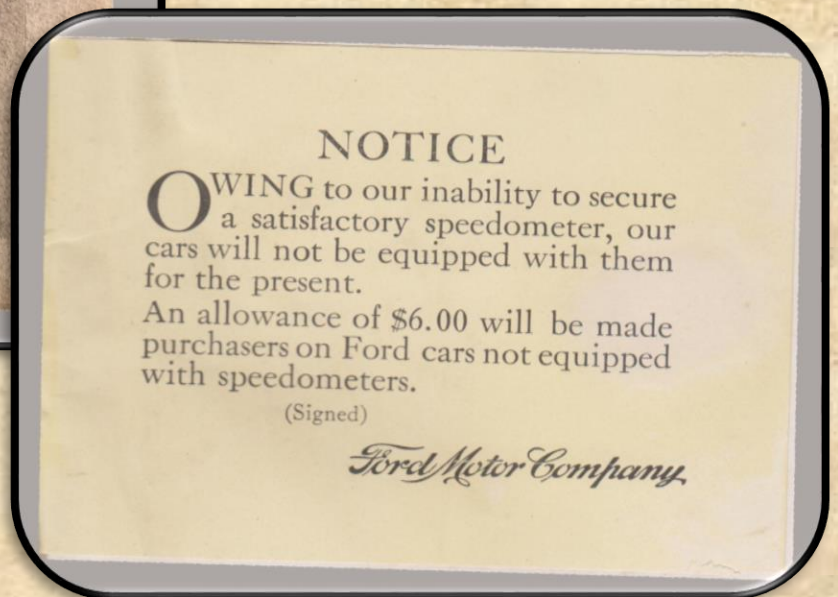 NOTICE
OWING to our inability to secure
a satisfactory speedometer, our
cars will not be equipped with them
for the present.
An allowance of $6.00 will be made
purchasers on Ford cars not equipped
with speedometers.
(Signed)
Ford Motor Company